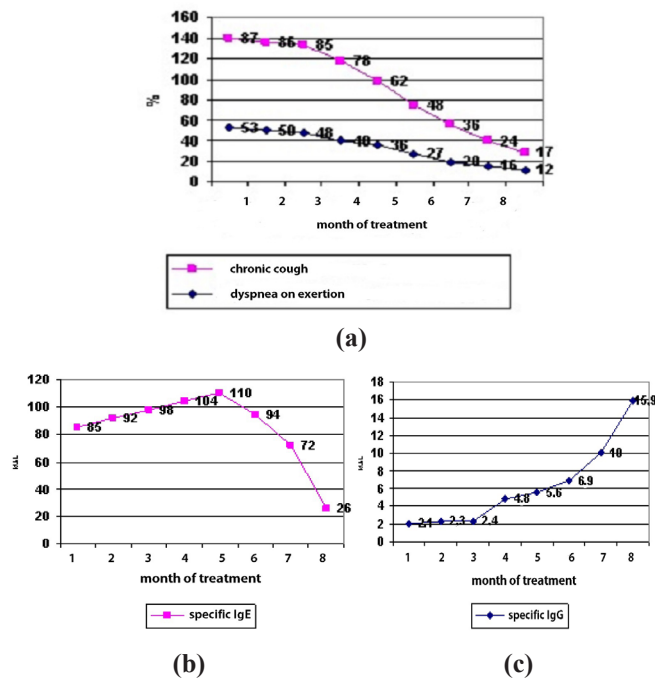 160
140
120
100
80
60
40
20
0
%
87 86 85 78 62 48 36 24 17
53 50 48 40 36 27 20 16 12
1 2 3 4 5 6 7 8
month of treatment
chronic cough
dyspnea on exertion
(a)
120
100
80
60
40
20
0
85 92 98 104 110 94 72 26
1 2 3 4 5 6 7 8
month of treatment
specific IgE
(b)
18
16
14
12
10
8
6
4
2
0
2.1 2.3 2.4 4.8 5.6 6.9 10 15.9
1 2 3 4 5 6 7 8
month of treatment
specific IgG
(c)